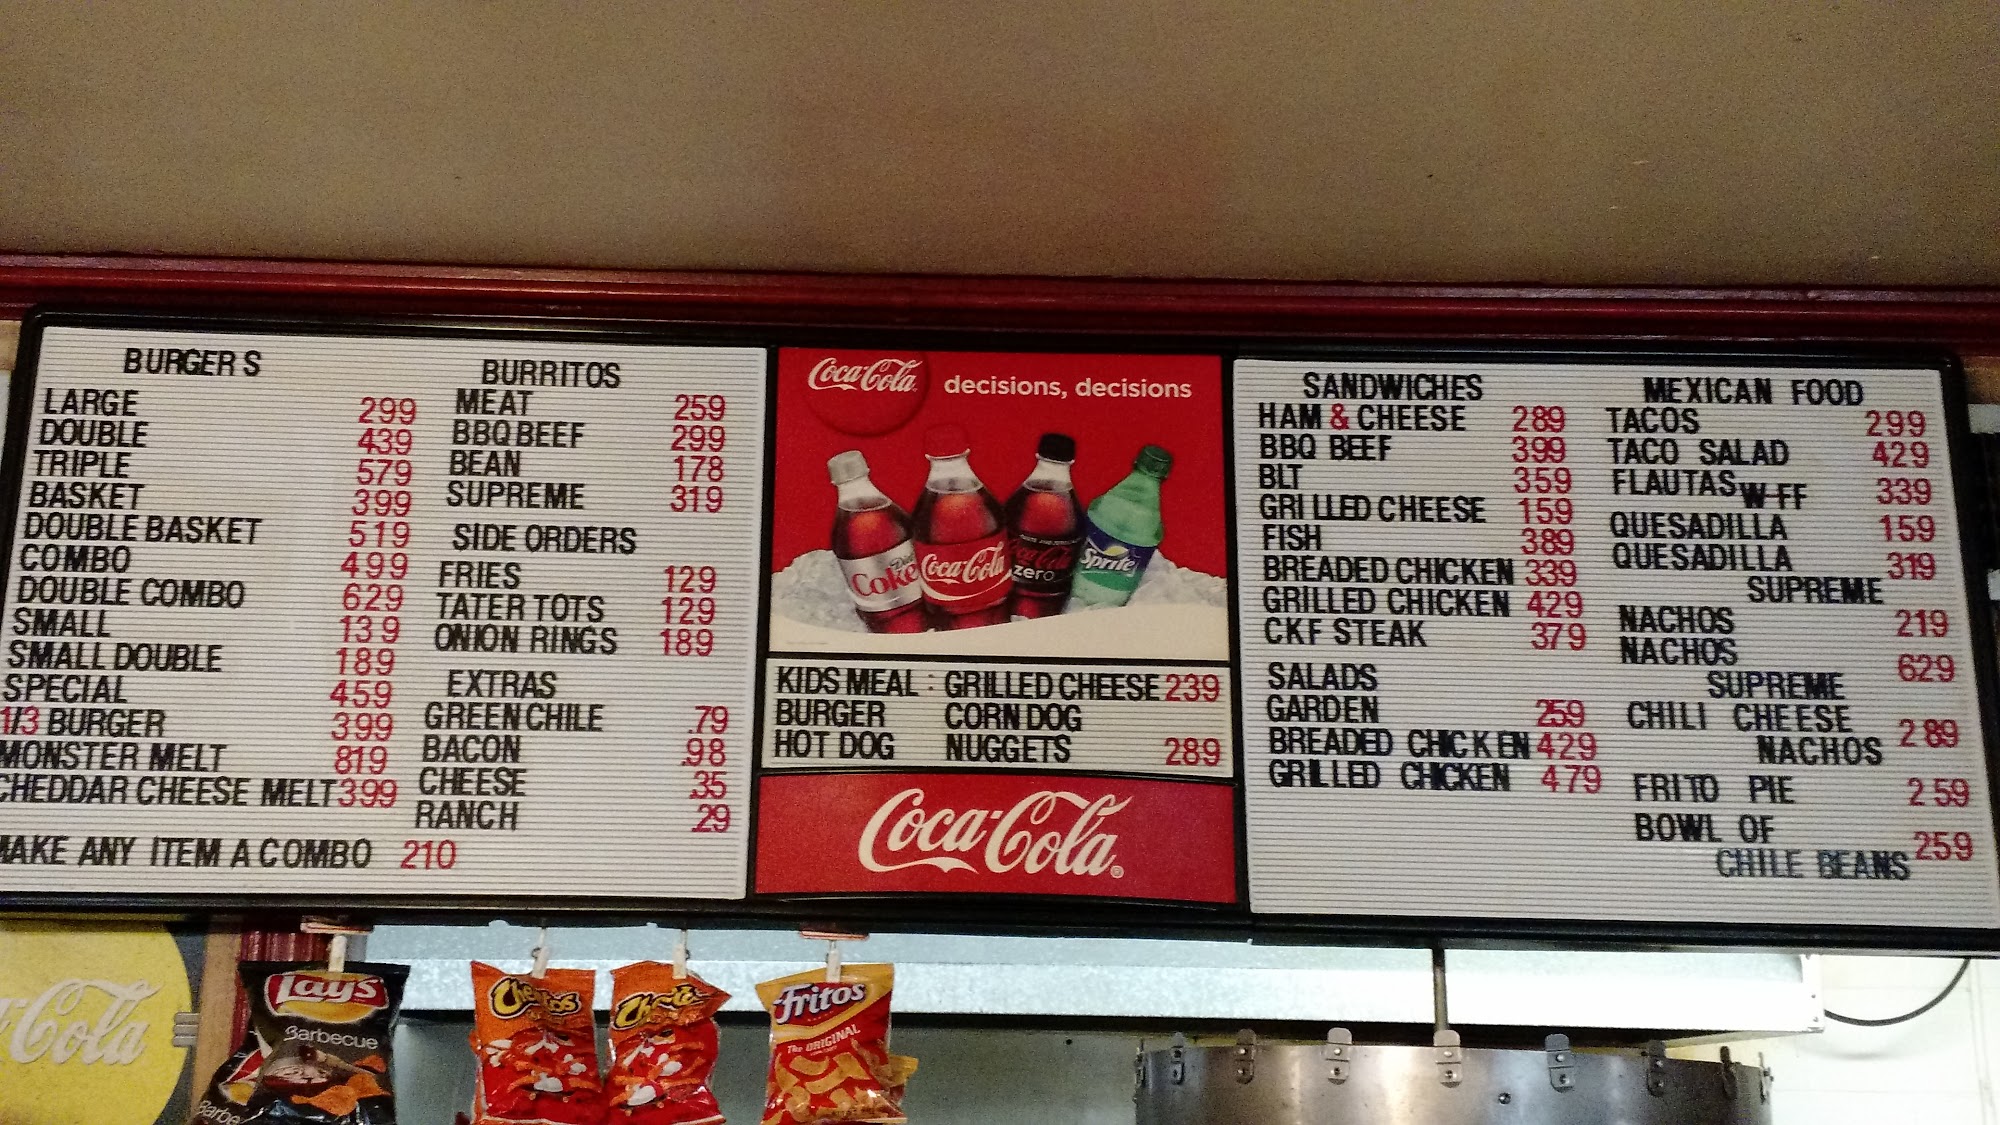 BURGERS
LARGE 299
DOUBLE 439
TRIPLE 579
BASKET 399
DOUBLE BASKET 519
COMBO 499
DOUBLE COMBO 629
SMALL 139
SMALL DOUBLE 189
SPECIAL 459
1/3 BURGER 399
MONSTER MELT 819
CHEDDAR CHEESE MELT 399
MAKE ANY ITEM A COMBO 210
BURRITOS
MEAT 259
BBQ BEEF 299
BEAN 178
SUPREME 319
SIDE ORDERS
FRIES 129
TATER TOTS 129
ONION RINGS 189
EXTRAS
GREEN CHILE .79
BACON .98
CHEESE .35
RANCH .29
Coca-Cola decisions, decisions
Diet Coke
Coca-Cola
Coca-Cola zero
Sprite
KIDS MEAL : GRILLED CHEESE 239
BURGER CORN DOG
HOT DOG NUGGETS 289
Coca-Cola
SANDWICHES
HAM & CHEESE 289
BBQ BEEF 399
BLT 359
GRILLED CHEESE 159
FISH 389
BREADED CHICKEN 339
GRILLED CHICKEN 429
CKF STEAK 379
SALADS
GARDEN 259
BREADED CHICKEN 429
GRILLED CHICKEN 479
MEXICAN FOOD
TACOS 299
TACO SALAD 429
FLAUTAS W-FF 339
QUESADILLA 159
QUESADILLA 319
SUPREME
NACHOS 219
NACHOS 629
SUPREME
CHILI CHEESE 289
NACHOS
FRITO PIE 259
BOWL OF 259
CHILE BEANS
Coca-Cola
Lay's
Barbecue
Barbe
Cheetos
Cheetos
Fritos
The ORIGINAL